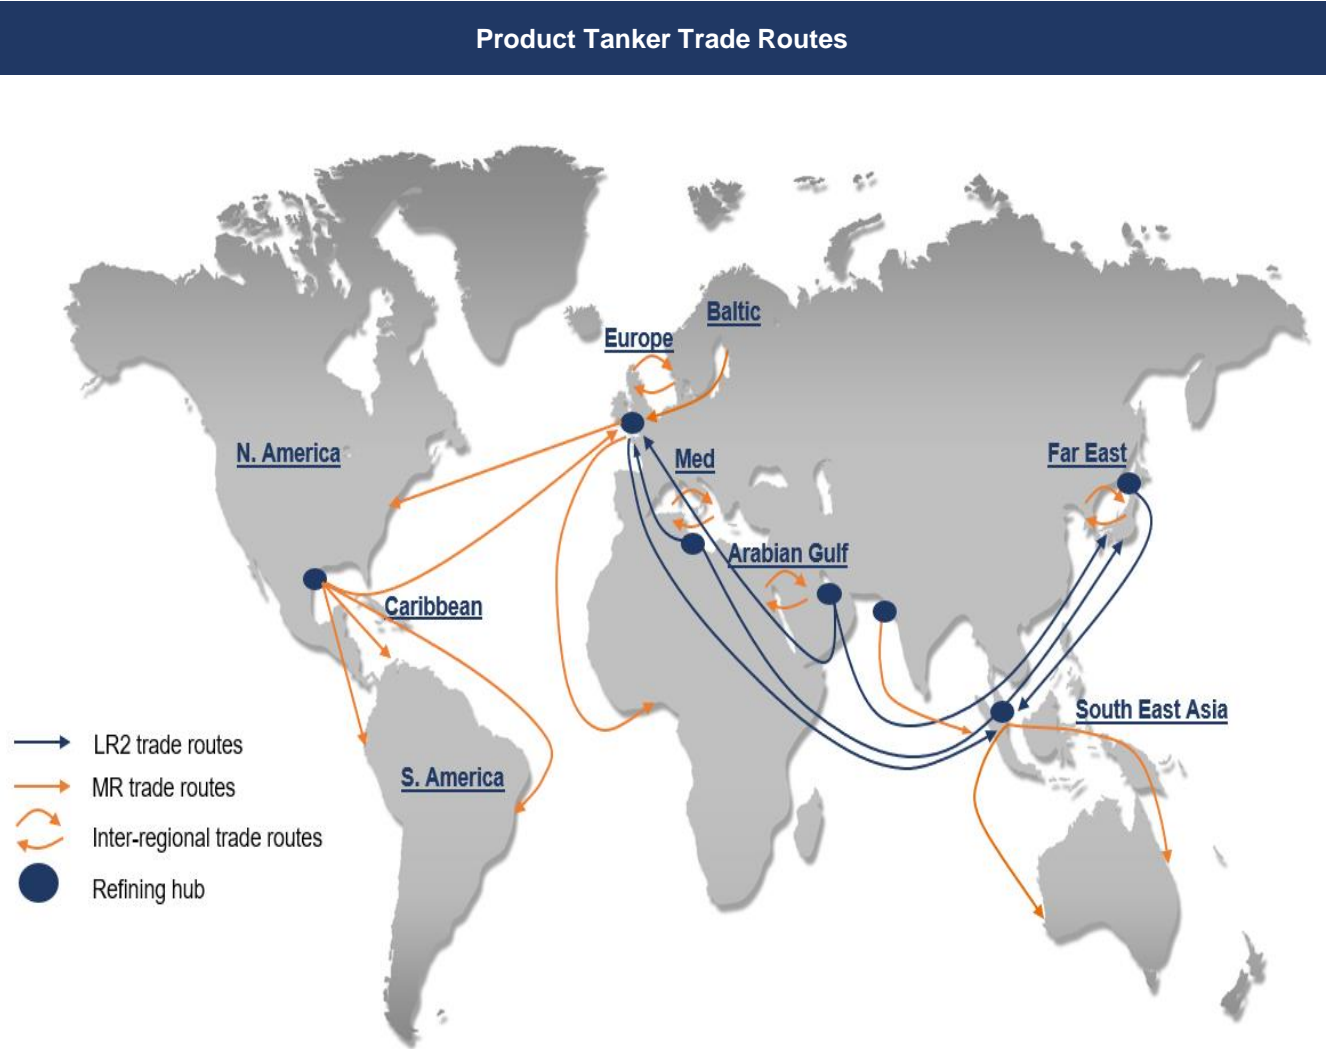 Product Tanker Trade Routes
Baltic
Europe
N. America
Med
Far East
Arabian Gulf
Caribbean
South East Asia
S. America
LR2 trade routes
MR trade routes
Inter-regional trade routes
Refining hub